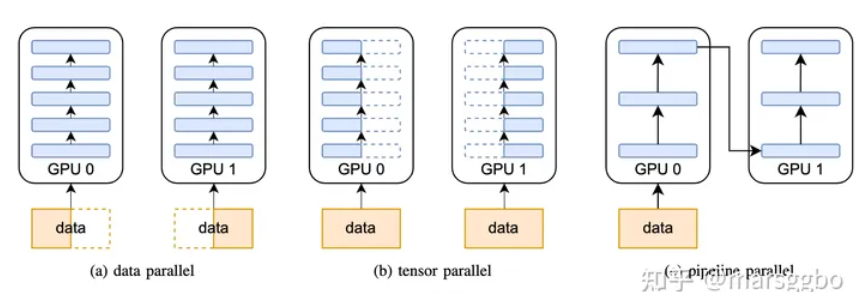 GPU 0
GPU 1
GPU 0
GPU 1
GPU 0
GPU 1
data
data
data
data
data
(a) data parallel
(b) tensor parallel
(c) pipeline parallel
知乎 @marsggbo